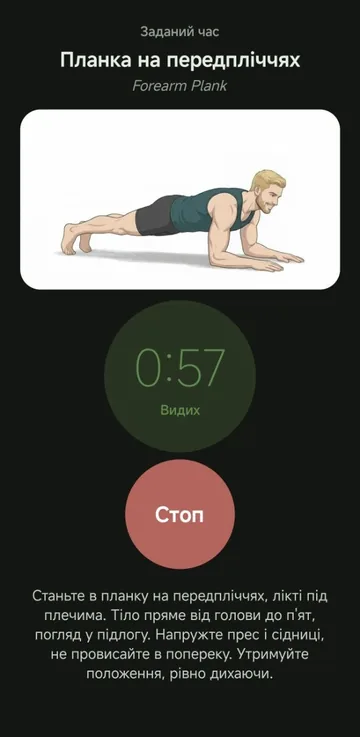 Заданий час
Планка на передпліччях
Forearm Plank
0:57
Видих
Стоп
Станьте в планку на передпліччях, лікті під
плечима. Тіло пряме від голови до п'ят,
погляд у підлогу. Напружте прес і сідниці,
не провисайте в попереку. Утримуйте
положення, рівно дихаючи.